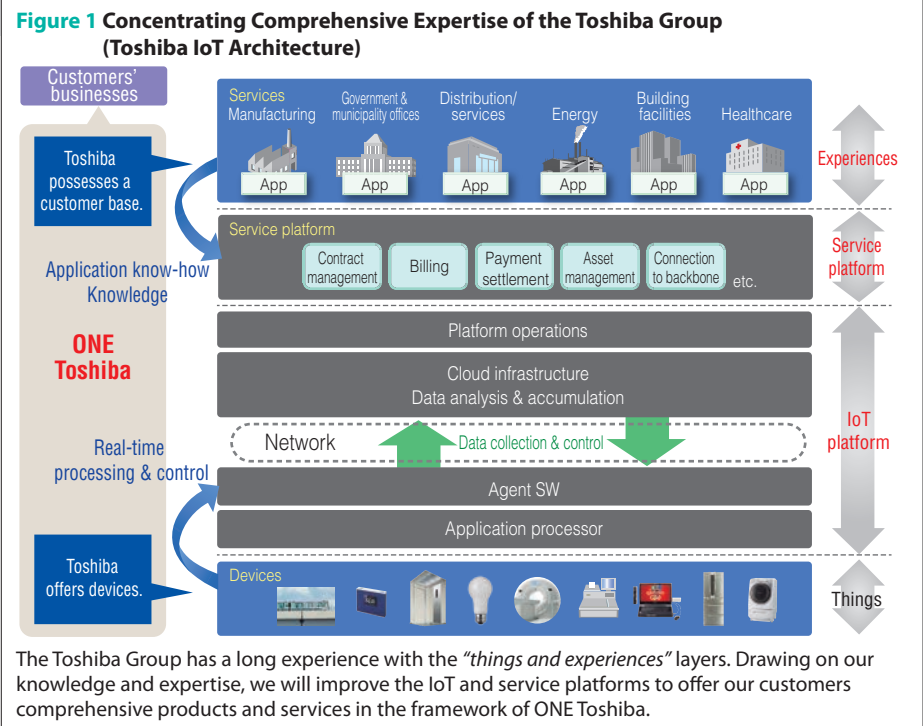 Figure 1 Concentrating Comprehensive Expertise of the Toshiba Group
(Toshiba IoT Architecture)
Customers'
businesses
Toshiba
possesses a
customer base.
Application know-how
Knowledge
ONE
Toshiba
Real-time
processing & control
Toshiba
offers devices.
Services
Manufacturing
Government &
municipality offices
Distribution/
services
Energy
Building
facilities
Healthcare
App
App
App
App
App
App
Service platform
Contract
management
Billing
Payment
settlement
Asset
management
Connection
to backbone
etc.
Platform operations
Cloud infrastructure
Data analysis & accumulation
Network
Data collection & control
Agent SW
Application processor
Devices
Experiences
Service
platform
IoT
platform
Things
The Toshiba Group has a long experience with the "things and experiences" layers. Drawing on our
knowledge and expertise, we will improve the IoT and service platforms to offer our customers
comprehensive products and services in the framework of ONE Toshiba.